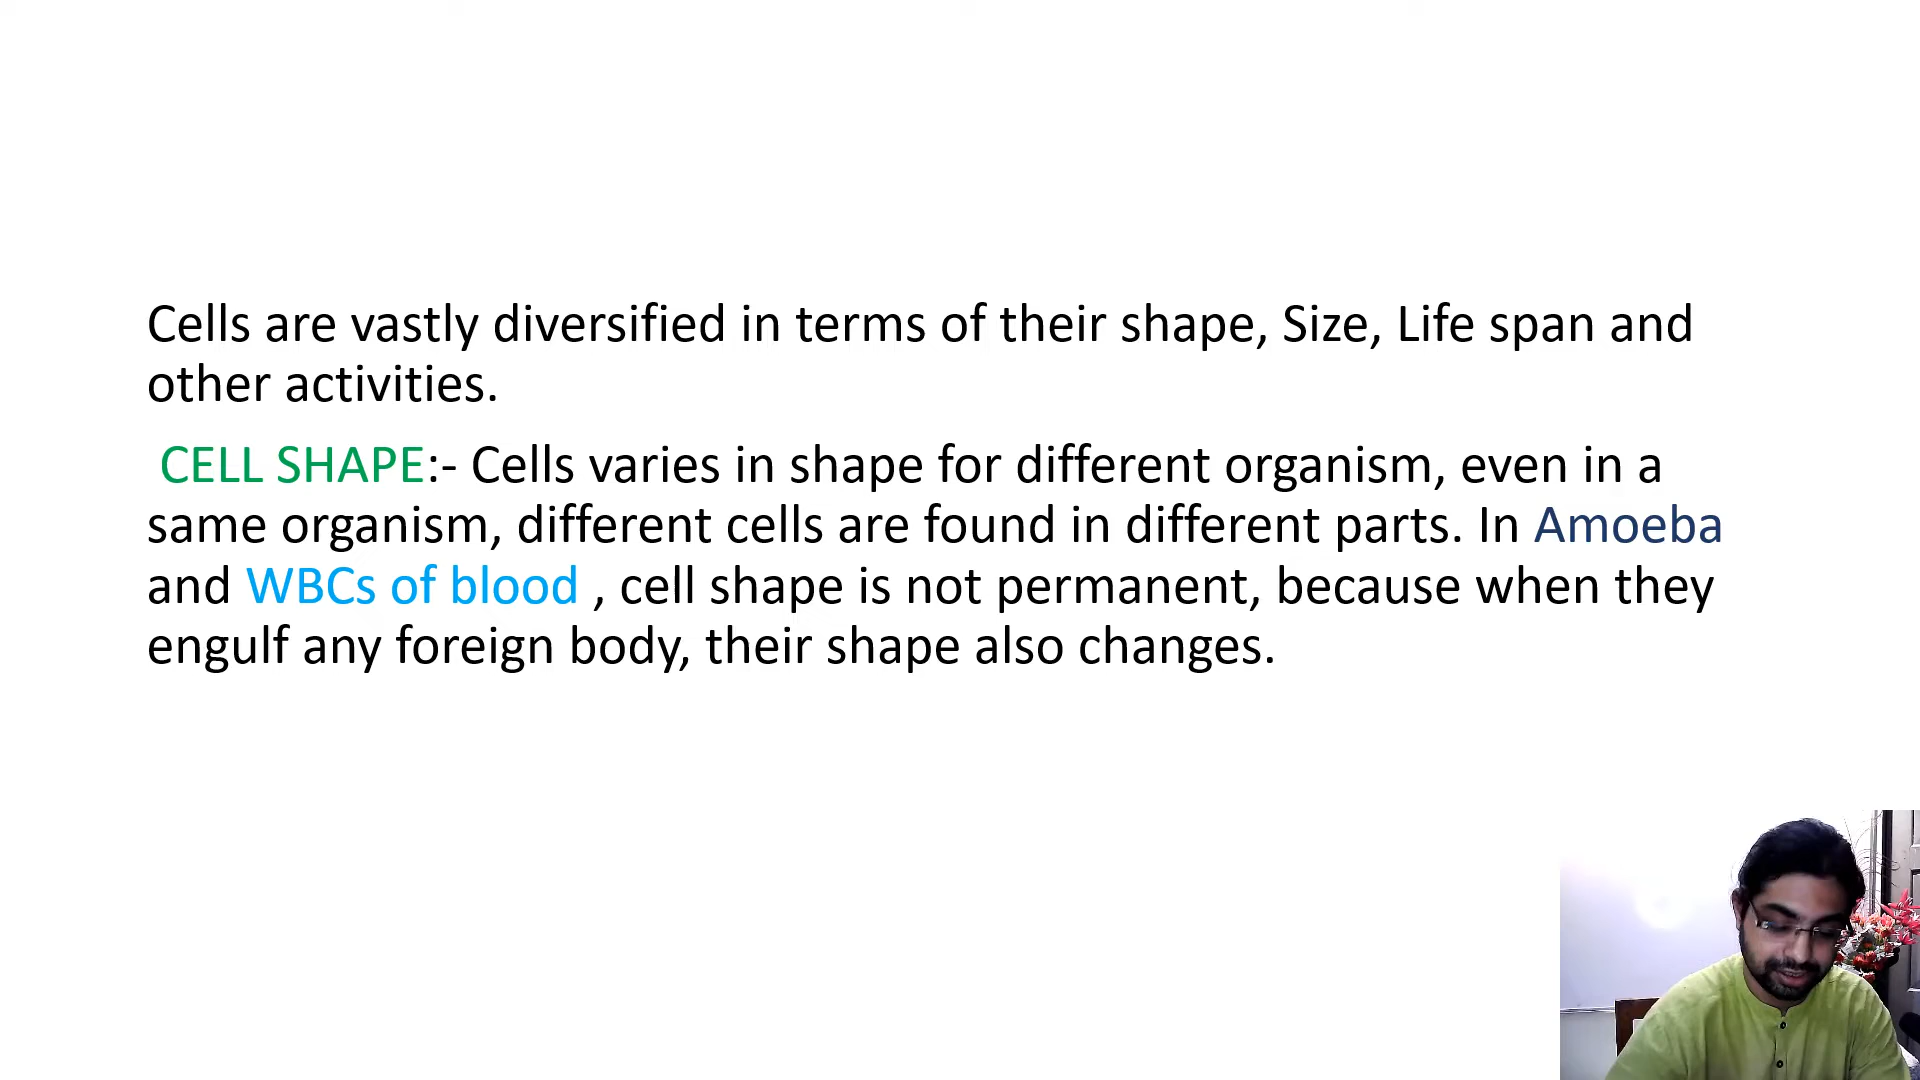 Cells are vastly diversified in terms of their shape, Size, Life span and
other activities.
CELL SHAPE:- Cells varies in shape for different organism, even in a
same organism, different cells are found in different parts. In Amoeba
and WBCs of blood , cell shape is not permanent, because when they
engulf any foreign body, their shape also changes.